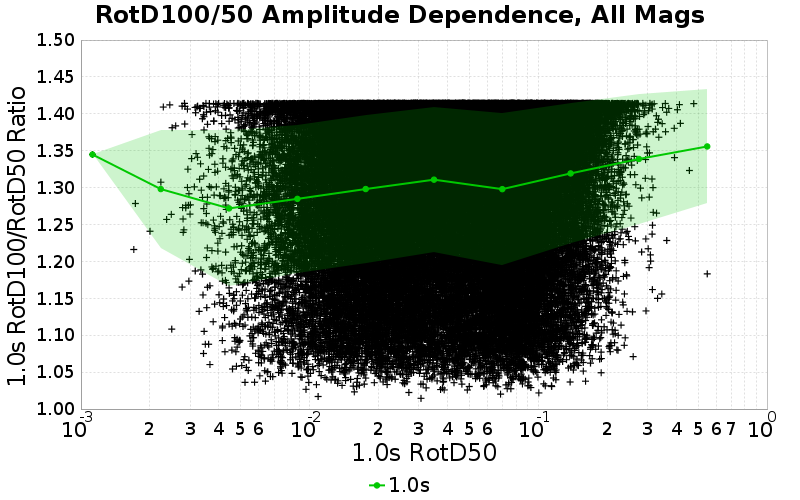 RotD100/50 Amplitude Dependence, All Mags
1.0s RotD100/RotD50 Ratio
1.50
1.45
1.40
1.35
1.30
1.25
1.20
1.15
1.10
1.05
1.00
10-3 2 3 4 5 6 10-2 2 3 4 5 6 10-1 2 3 4 5 6 7 100
1.0s RotD50
1.0s